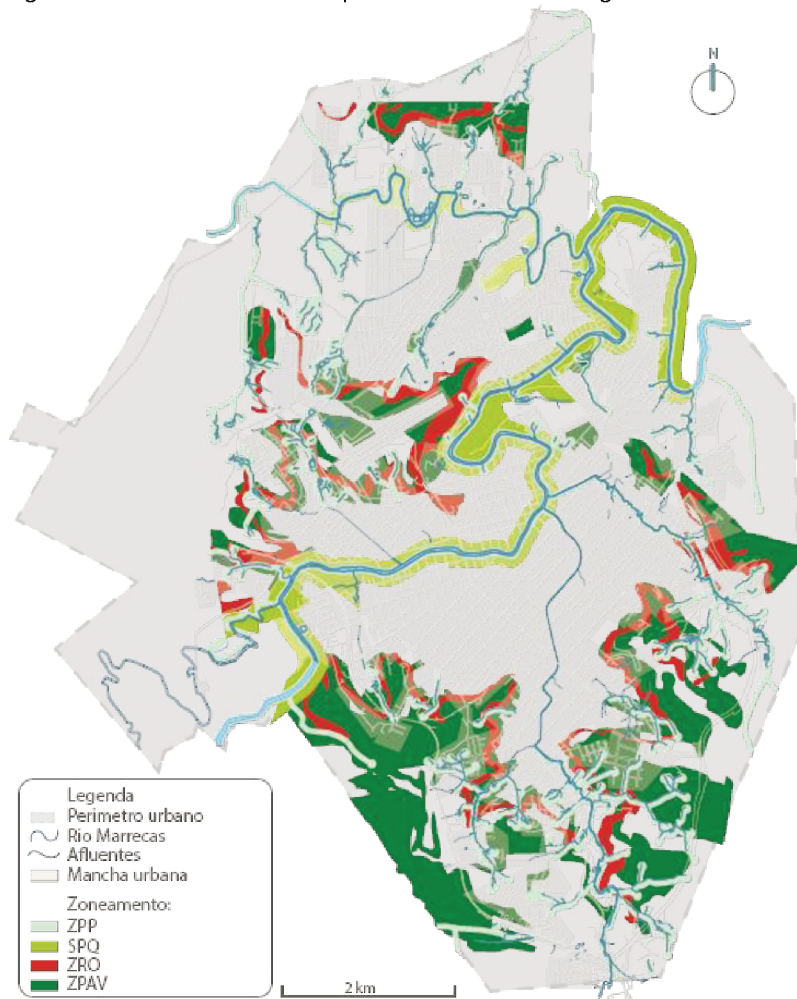 N
Legenda
Perimetro urbano
Rio Marrecas
Afluentes
Mancha urbana
Zoneamento:
ZPP
SPQ
ZRO
ZPAV
2 km